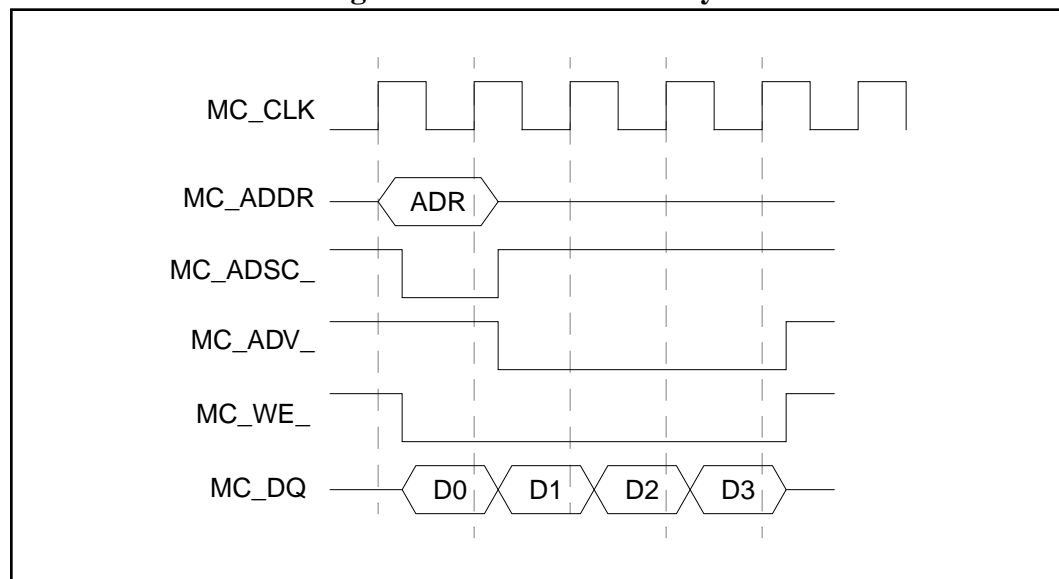 MC_CLK
MC_ADDR ADR
MC_ADSC_
MC_ADV_
MC_WE_
MC_DQ D0 D1 D2 D3